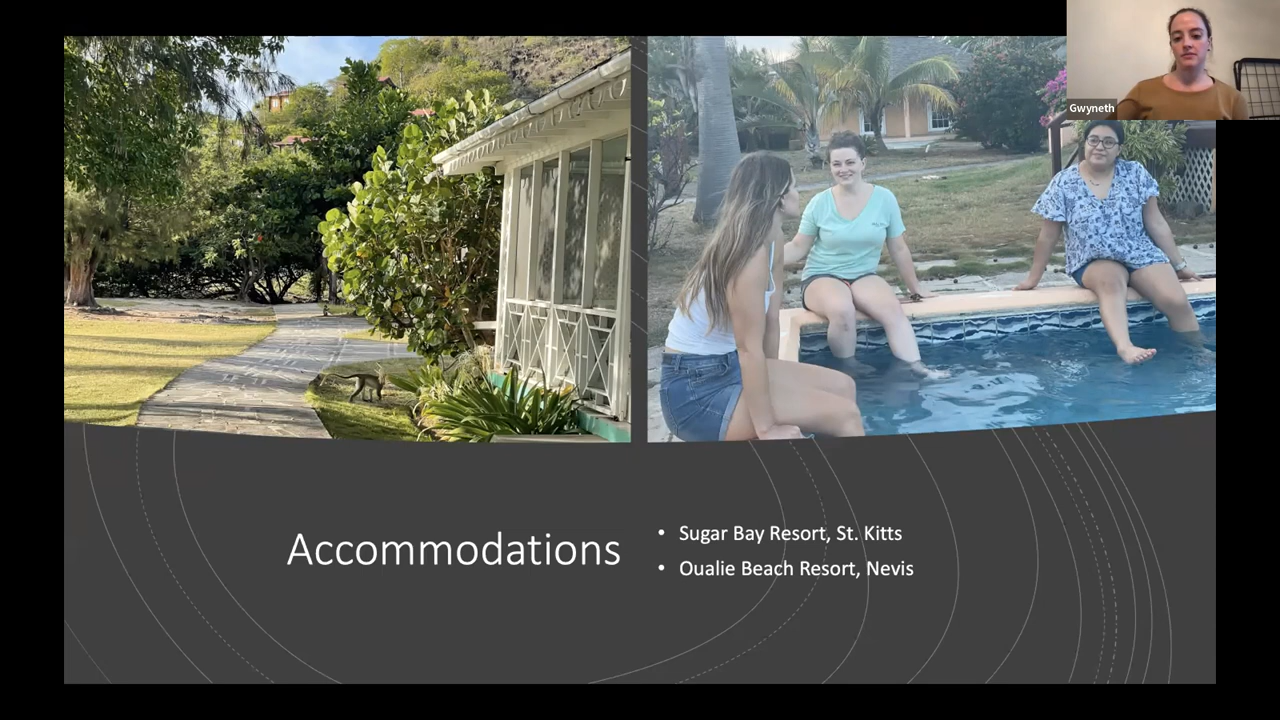 Gwyneth
Accommodations
• Sugar Bay Resort, St. Kitts
• Oualie Beach Resort, Nevis